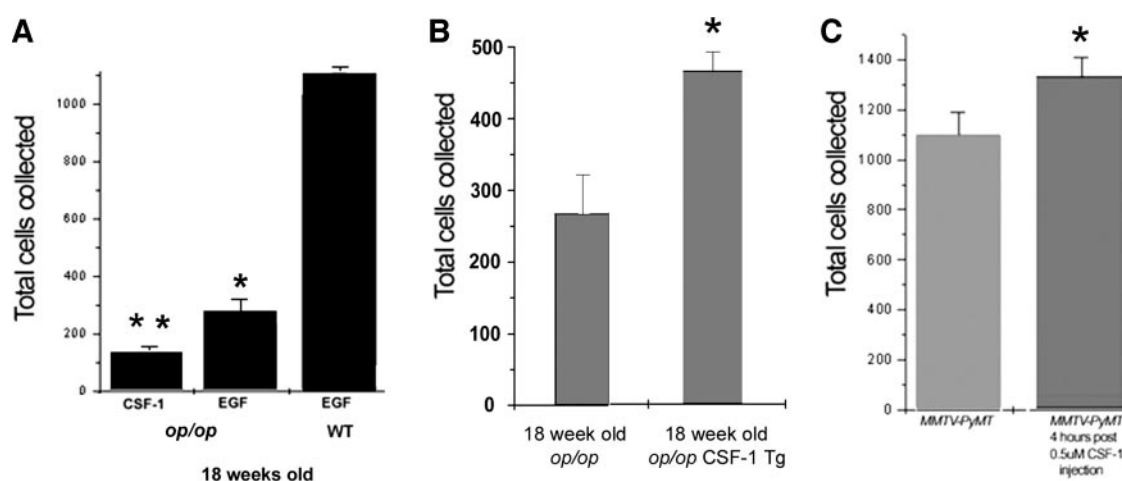 A
Total cells collected
1000
800
600
400
200
0
* *
*
CSF-1 EGF EGF
op/op WT
18 weeks old
B
Total cells collected
500
400
300
200
100
0
*
18 week old 18 week old
op/op op/op CSF-1 Tg
C
Total cells collected
1400
1200
1000
800
600
400
200
0
*
MMTV-PyMT MMTV-PyMT
4 hours post
0.5uM CSF-1
injection